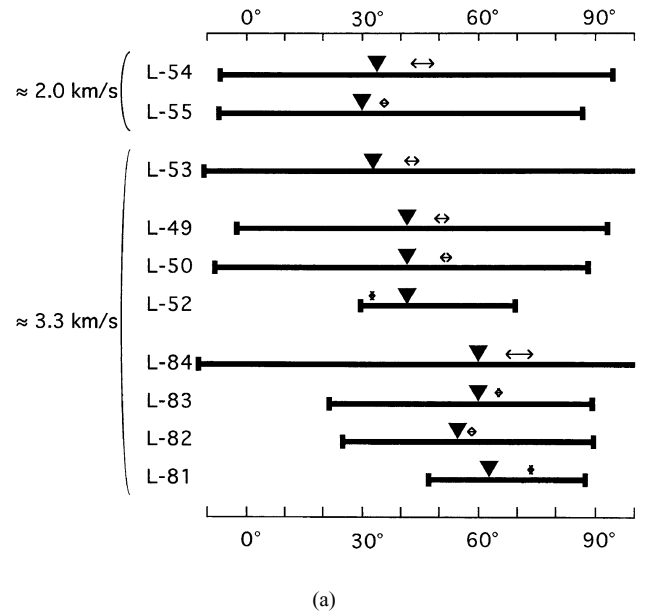 0° 30° 60° 90°
L-54
≈ 2.0 km/s
L-55
L-53
L-49
L-50
L-52
≈ 3.3 km/s
L-84
L-83
L-82
L-81
0° 30° 60° 90°
(a)